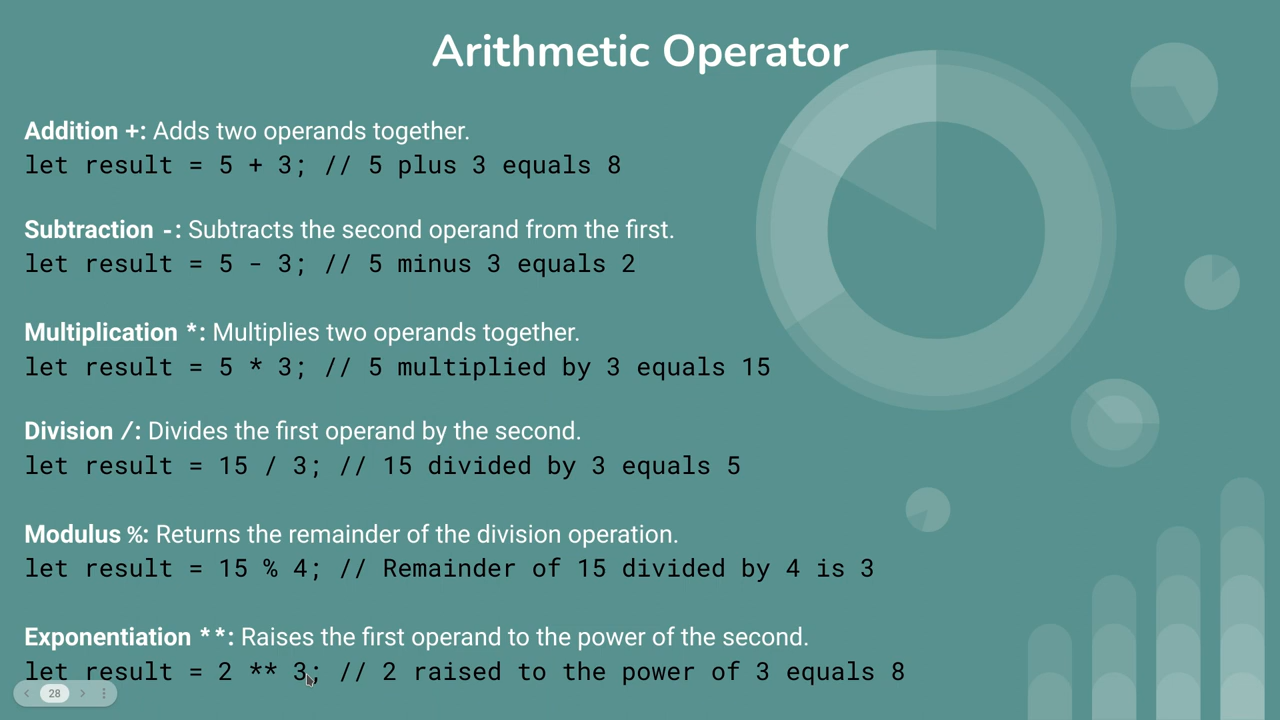 Arithmetic Operator
Addition +: Adds two operands together.
let result = 5 + 3; // 5 plus 3 equals 8
Subtraction -: Subtracts the second operand from the first.
let result = 5 - 3; // 5 minus 3 equals 2
Multiplication *: Multiplies two operands together.
let result = 5 * 3; // 5 multiplied by 3 equals 15
Division /: Divides the first operand by the second.
let result = 15 / 3; // 15 divided by 3 equals 5
Modulus %: Returns the remainder of the division operation.
let result = 15 % 4; // Remainder of 15 divided by 4 is 3
Exponentiation **: Raises the first operand to the power of the second.
let result = 2 ** 3; // 2 raised to the power of 3 equals 8
28